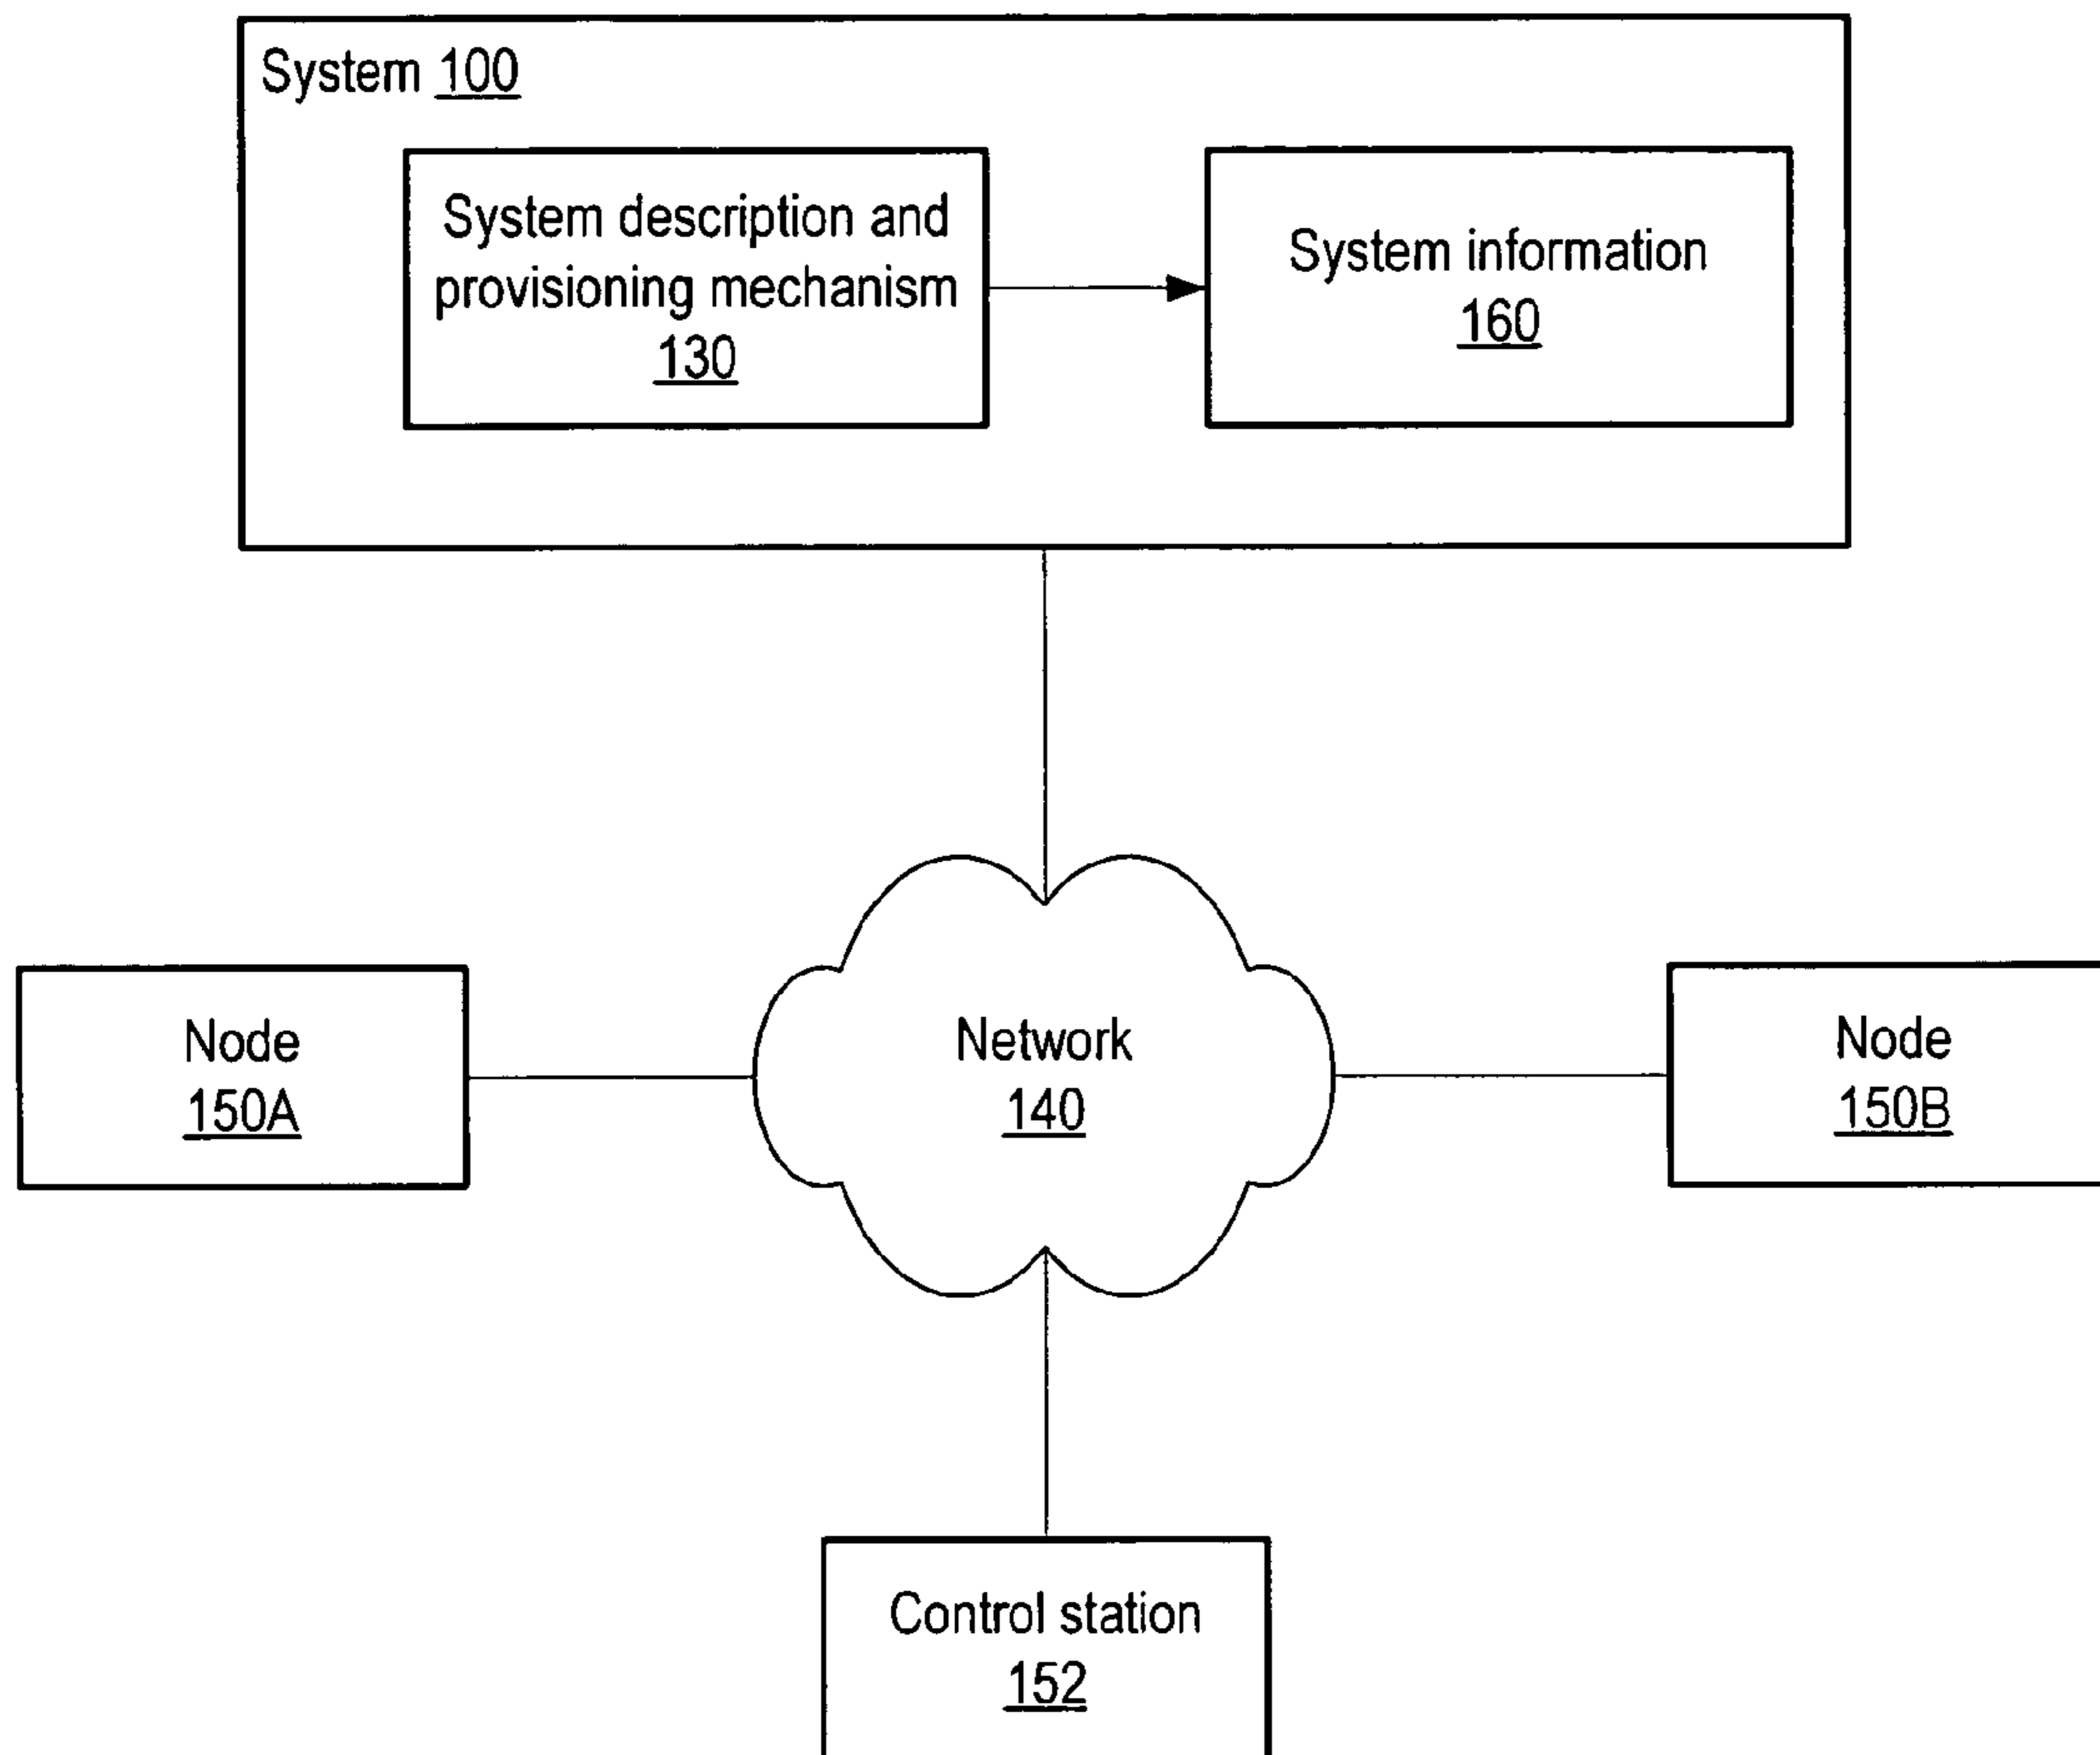 System 100
System description and
provisioning mechanism
130
System information
160
Node
150A
Network
140
Node
150B
Control station
152